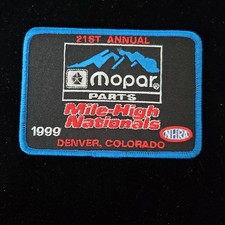 21ST ANNUAL
mopar®
PARTS
Mile-High
Nationals
1999
NHRA
DENVER, COLORADO